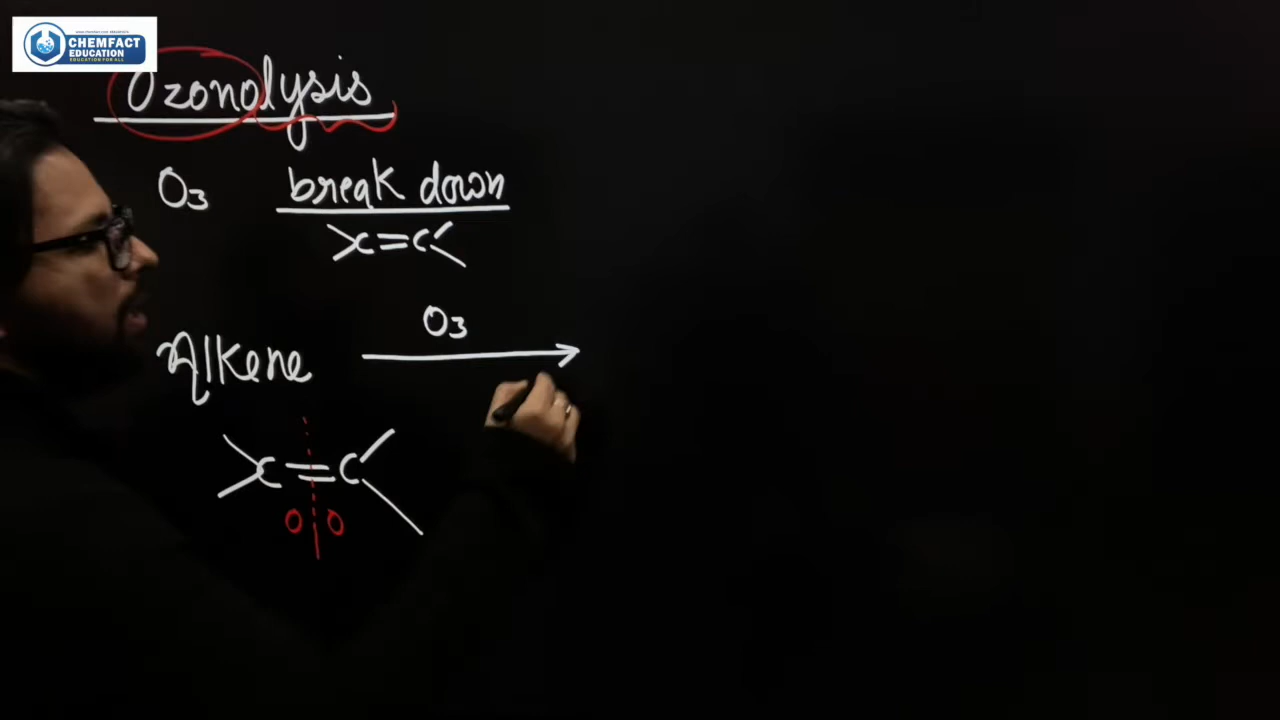 CHEMFACT
EDUCATION
EDUCATION FOR ALL
Ozonolysis
O3 break down
>C=C<
O3
Alkene
C=C
O O